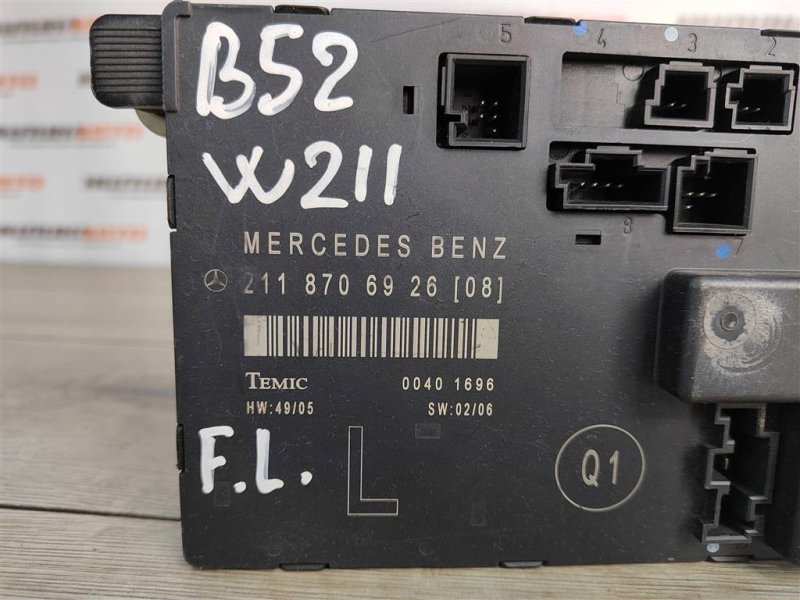 B52
W211
5
4
3
2
8
7
MERCEDES BENZ
211 870 69 26 [08]
TEMIC 0040 1696
HW:49/05 SW:02/06
F.L.
L
Q1